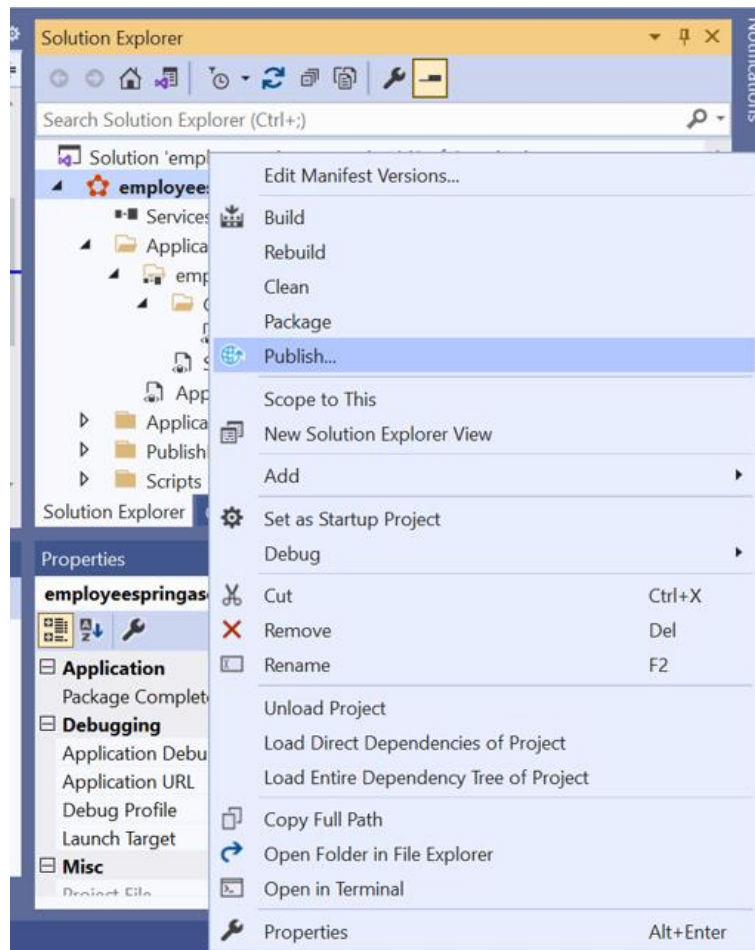 Solution Explorer
Search Solution Explorer (Ctrl+;)
Solution 'empl
employee
Services
Applica
emp
App
Applica
Publish
Scripts
Solution Explorer
Edit Manifest Versions...
Build
Rebuild
Clean
Package
Publish...
Scope to This
New Solution Explorer View
Add
Set as Startup Project
Debug
Cut Ctrl+X
Remove Del
Rename F2
Unload Project
Load Direct Dependencies of Project
Load Entire Dependency Tree of Project
Copy Full Path
Open Folder in File Explorer
Open in Terminal
Properties Alt+Enter
Properties
employeespringas
Application
Package Complet
Debugging
Application Debu
Application URL
Debug Profile
Launch Target
Misc
Project File
Notifications